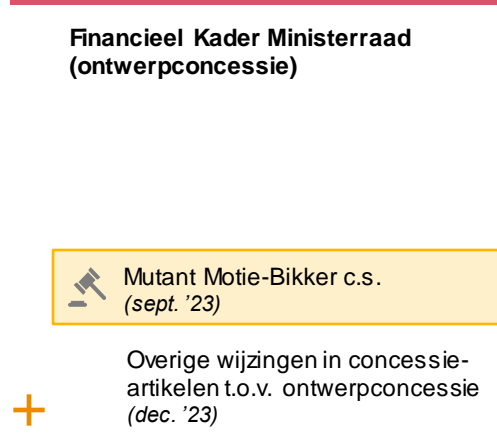 Financieel Kader Ministerraad
(ontwerpconcessie)
Mutant Motie-Bikker c.s.
(sept. ’23)
Overige wijzingen in concessie-
artikelen t.o.v. ontwerpconcessie
(dec. ’23)
+